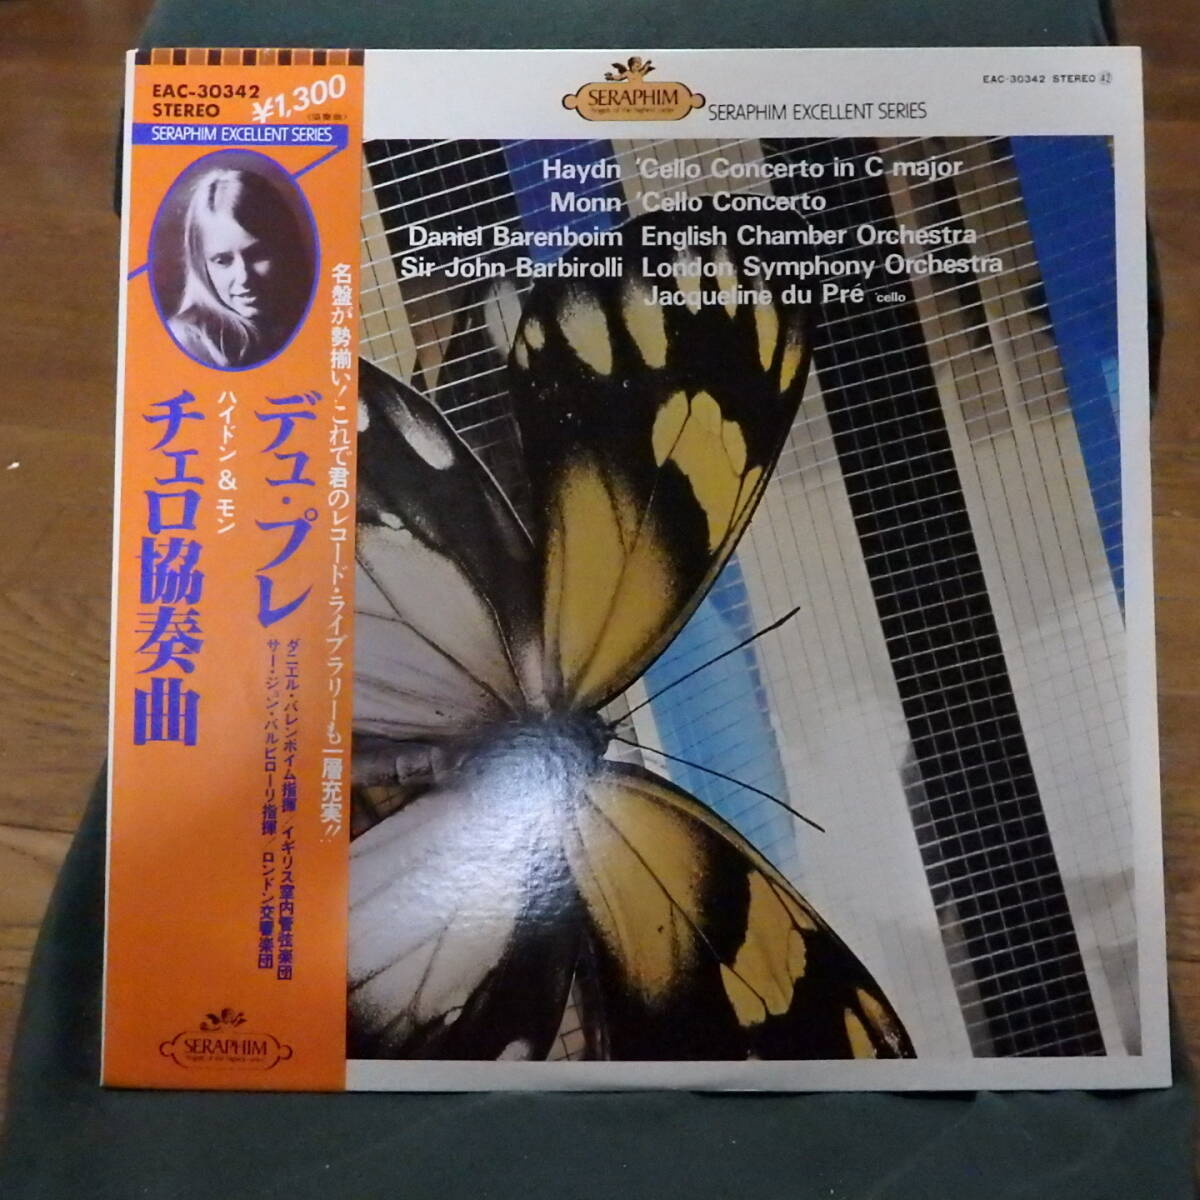 EAC-30342
STEREO
¥1,300
SERAPHIM EXCELLENT SERIES
名盤が勢揃い!これで君のレコード・ライブラリーも一層充実!!
デュ・プレ
ハイドン & モン
チェロ協奏曲
ダニエル・バレンボイム指揮/イギリス室内管弦楽団
サー・ジョン・バルビローリ指揮/ロンドン交響楽団
SERAPHIM
SERAPHIM
SERAPHIM EXCELLENT SERIES
EAC-30342 STEREO 42
Haydn 'Cello Concerto in C major
Monn 'Cello Concerto
Daniel Barenboim English Chamber Orchestra
Sir John Barbirolli London Symphony Orchestra
Jacqueline du Pré 'cello